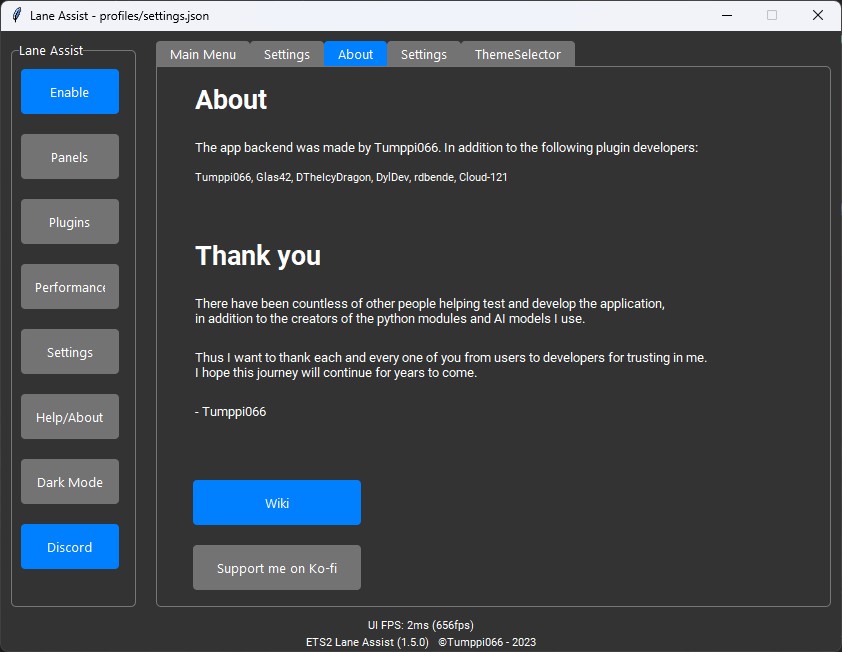 Lane Assist - profiles/settings.json
Lane Assist
Enable
Panels
Plugins
Performance
Settings
Help/About
Dark Mode
Discord
Main Menu
Settings
About
Settings
ThemeSelector
About
The app backend was made by Tumppi066. In addition to the following plugin developers:
Tumppi066, Glas42, DTheIcyDragon, DylDev, rdbende, Cloud-121
Thank you
There have been countless of other people helping test and develop the application,
in addition to the creators of the python modules and AI models I use.
Thus I want to thank each and every one of you from users to developers for trusting in me.
I hope this journey will continue for years to come.
- Tumppi066
Wiki
Support me on Ko-fi
UI FPS: 2ms (656fps)
ETS2 Lane Assist (1.5.0) ©Tumppi066 - 2023